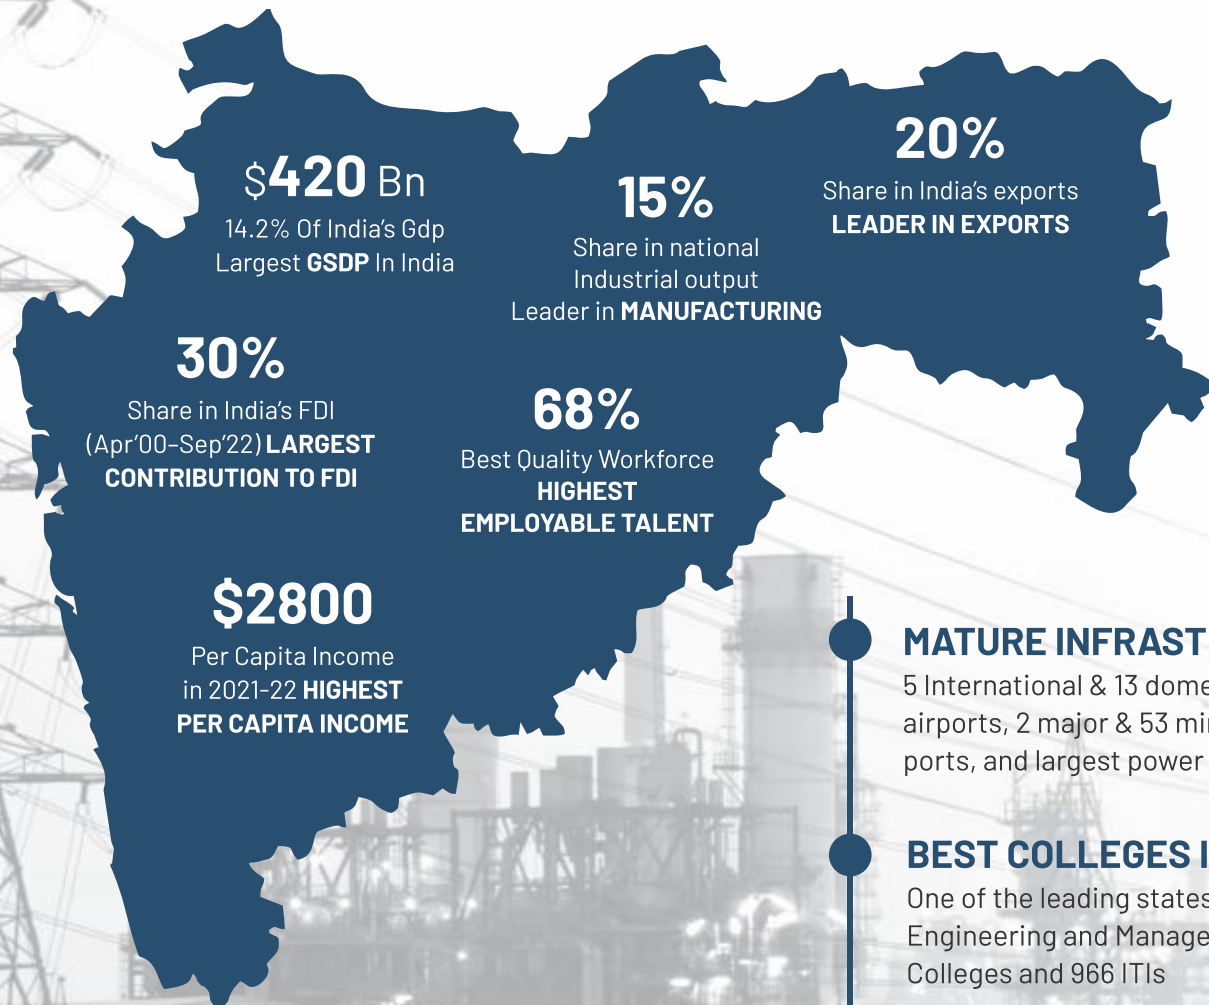 $420 Bn
14.2% Of India's Gdp
Largest GSDP In India
15%
Share in national
Industrial output
Leader in MANUFACTURING
20%
Share in India's exports
LEADER IN EXPORTS
30%
Share in India's FDI
(Apr'00–Sep'22) LARGEST
CONTRIBUTION TO FDI
68%
Best Quality Workforce
HIGHEST
EMPLOYABLE TALENT
$2800
Per Capita Income
in 2021-22 HIGHEST
PER CAPITA INCOME
MATURE
5 International & 13
airports, 2 major & 53
ports, and largest power
BEST COLLEGES
One of the leading states
Engineering and
Colleges and 966 ITIs